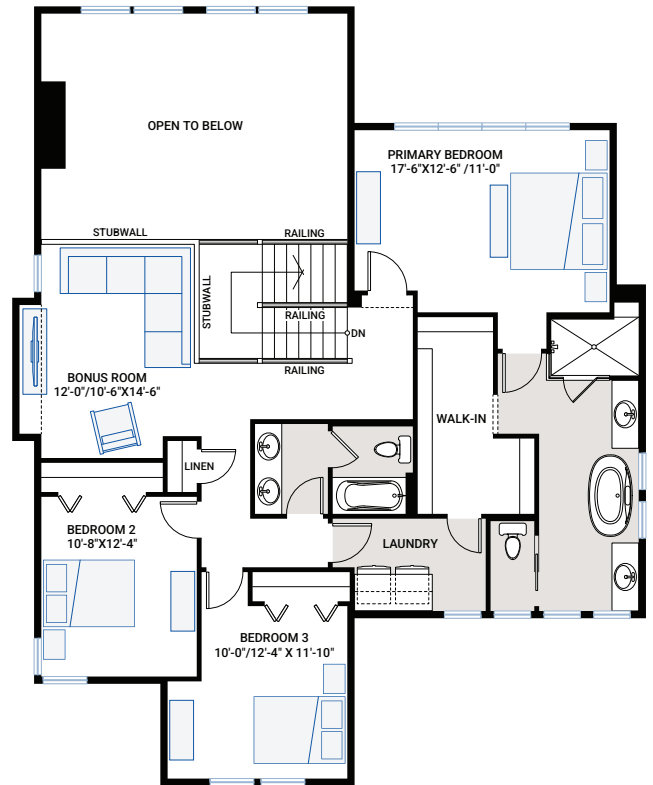 OPEN TO BELOW
PRIMARY BEDROOM
17'-6"X12'-6" /11'-0"
STUBWALL
RAILING
STUBWALL
RAILING
DN
RAILING
BONUS ROOM
12'-0"/10'-6"X14'-6"
WALK-IN
LINEN
BEDROOM 2
10'-8"X12'-4"
LAUNDRY
BEDROOM 3
10'-0"/12'-4" X 11'-10"